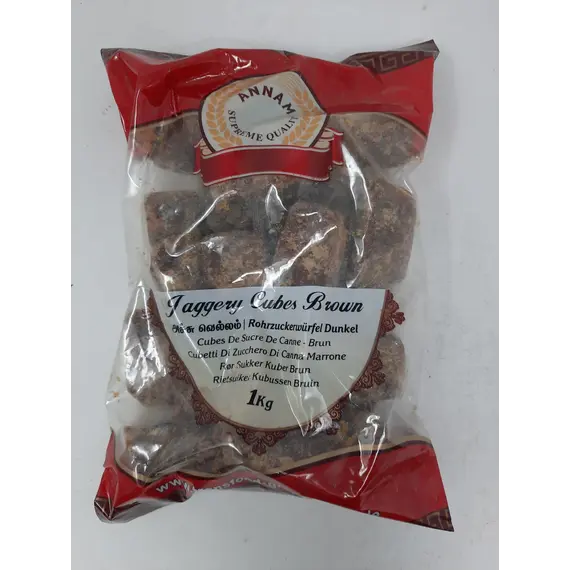 ANNAM
SUPREME QUALITY
Jaggery Cubes Brown
அச்சு வெல்லம் | Rohrzuckerwürfel Dunkel
Cubes De Sucre De Canne - Brun
Cubetti Di Zucchero Di Canna Marrone
Rør Sukker Kuber Brun
Rietsuiker Kubussen Bruin
1Kg